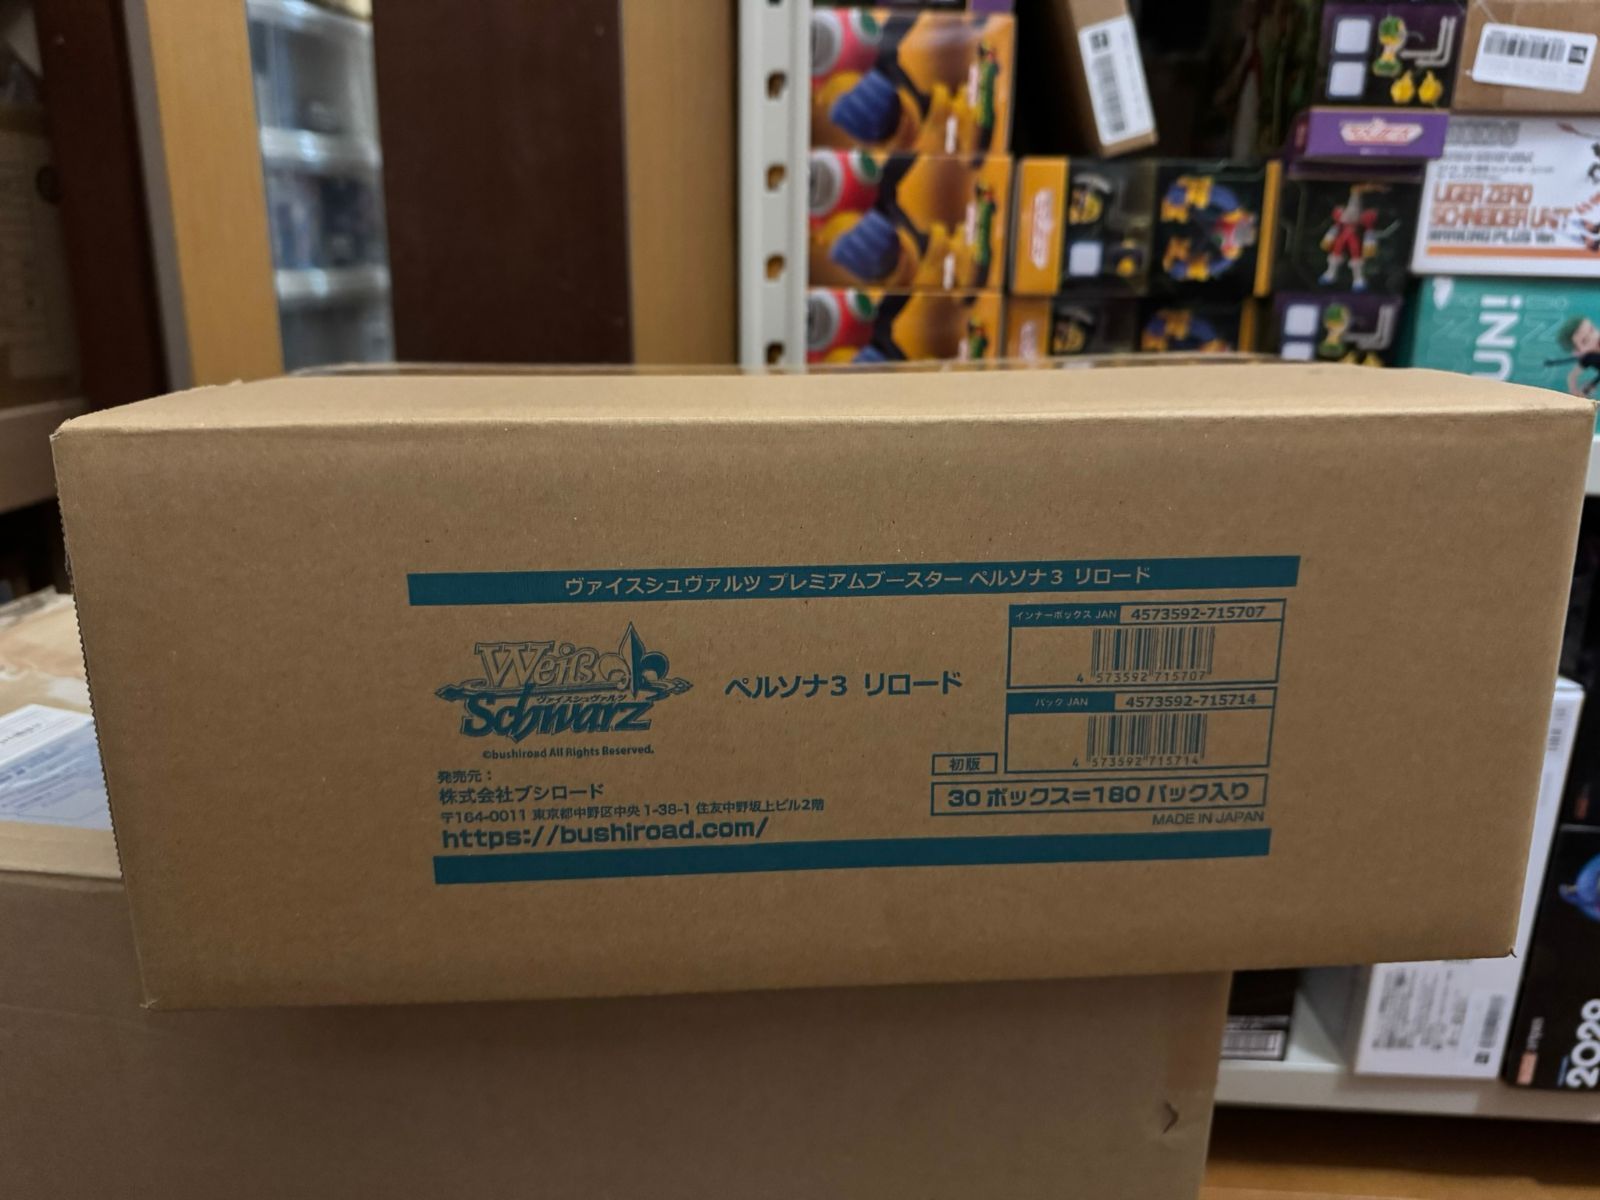 LIGER ZERO
SCHNEIDER UNIT
MARKING PLUS Ver.
UN!
ヴァイスシュヴァルツ プレミアムブースター ペルソナ3 リロード
Weiß
ヴァイスシュヴァルツ
Schwarz
©bushiroad All Rights Reserved.
ペルソナ3 リロード
インナーボックス JAN 4573592-715707
4 573592 715707
パック JAN 4573592-715714
4 573592 715714
初版
30 ボックス=180 パック入り
MADE IN JAPAN
発売元：
株式会社ブシロード
〒164-0011 東京都中野区中央 1-38-1 住友中野坂上ビル2階
https://bushiroad.com/